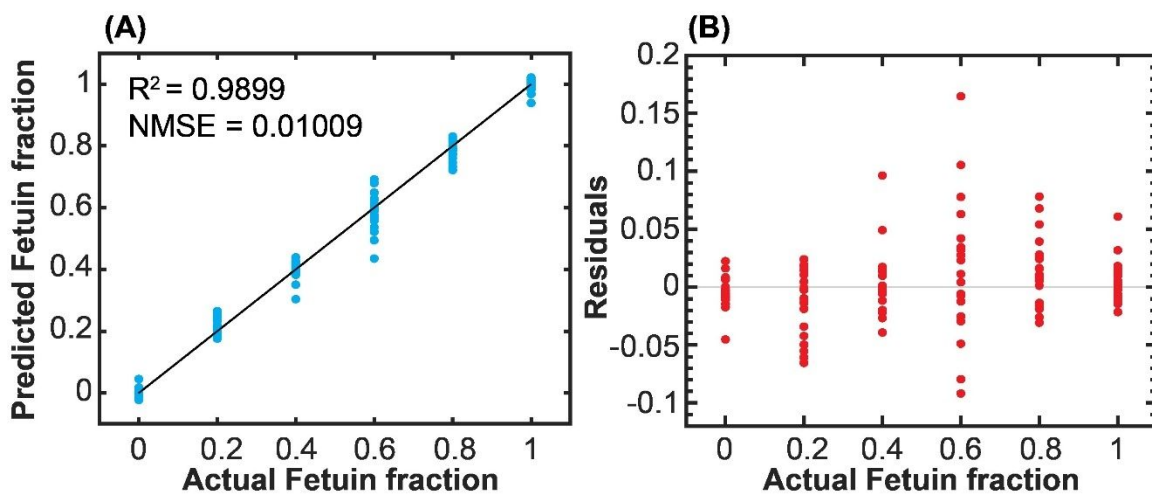 (A)
R² = 0.9899
NMSE = 0.01009
Predicted Fetuin fraction
1
0.8
0.6
0.4
0.2
0
0 0.2 0.4 0.6 0.8 1
Actual Fetuin fraction
(B)
Residuals
0.2
0.15
0.1
0.05
0
-0.05
-0.1
0 0.2 0.4 0.6 0.8 1
Actual Fetuin fraction